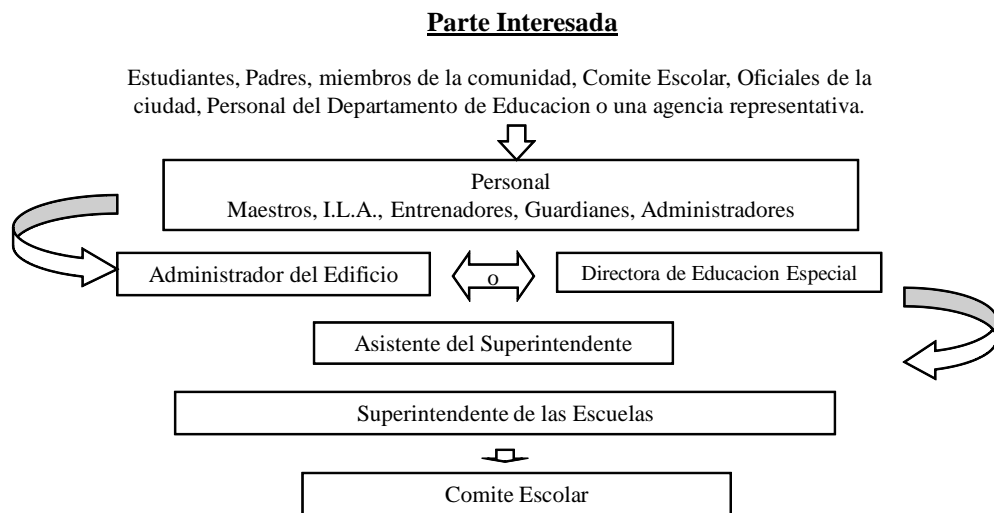 Parte Interesada
Estudiantes, Padres, miembros de la comunidad, Comite Escolar, Oficiales de la
ciudad, Personal del Departamento de Educacion o una agencia representativa.
Personal
Maestros, I.L.A., Entrenadores, Guardianes, Administradores
Administrador del Edificio
o
Directora de Educacion Especial
Asistente del Superintendente
Superintendente de las Escuelas
Comite Escolar